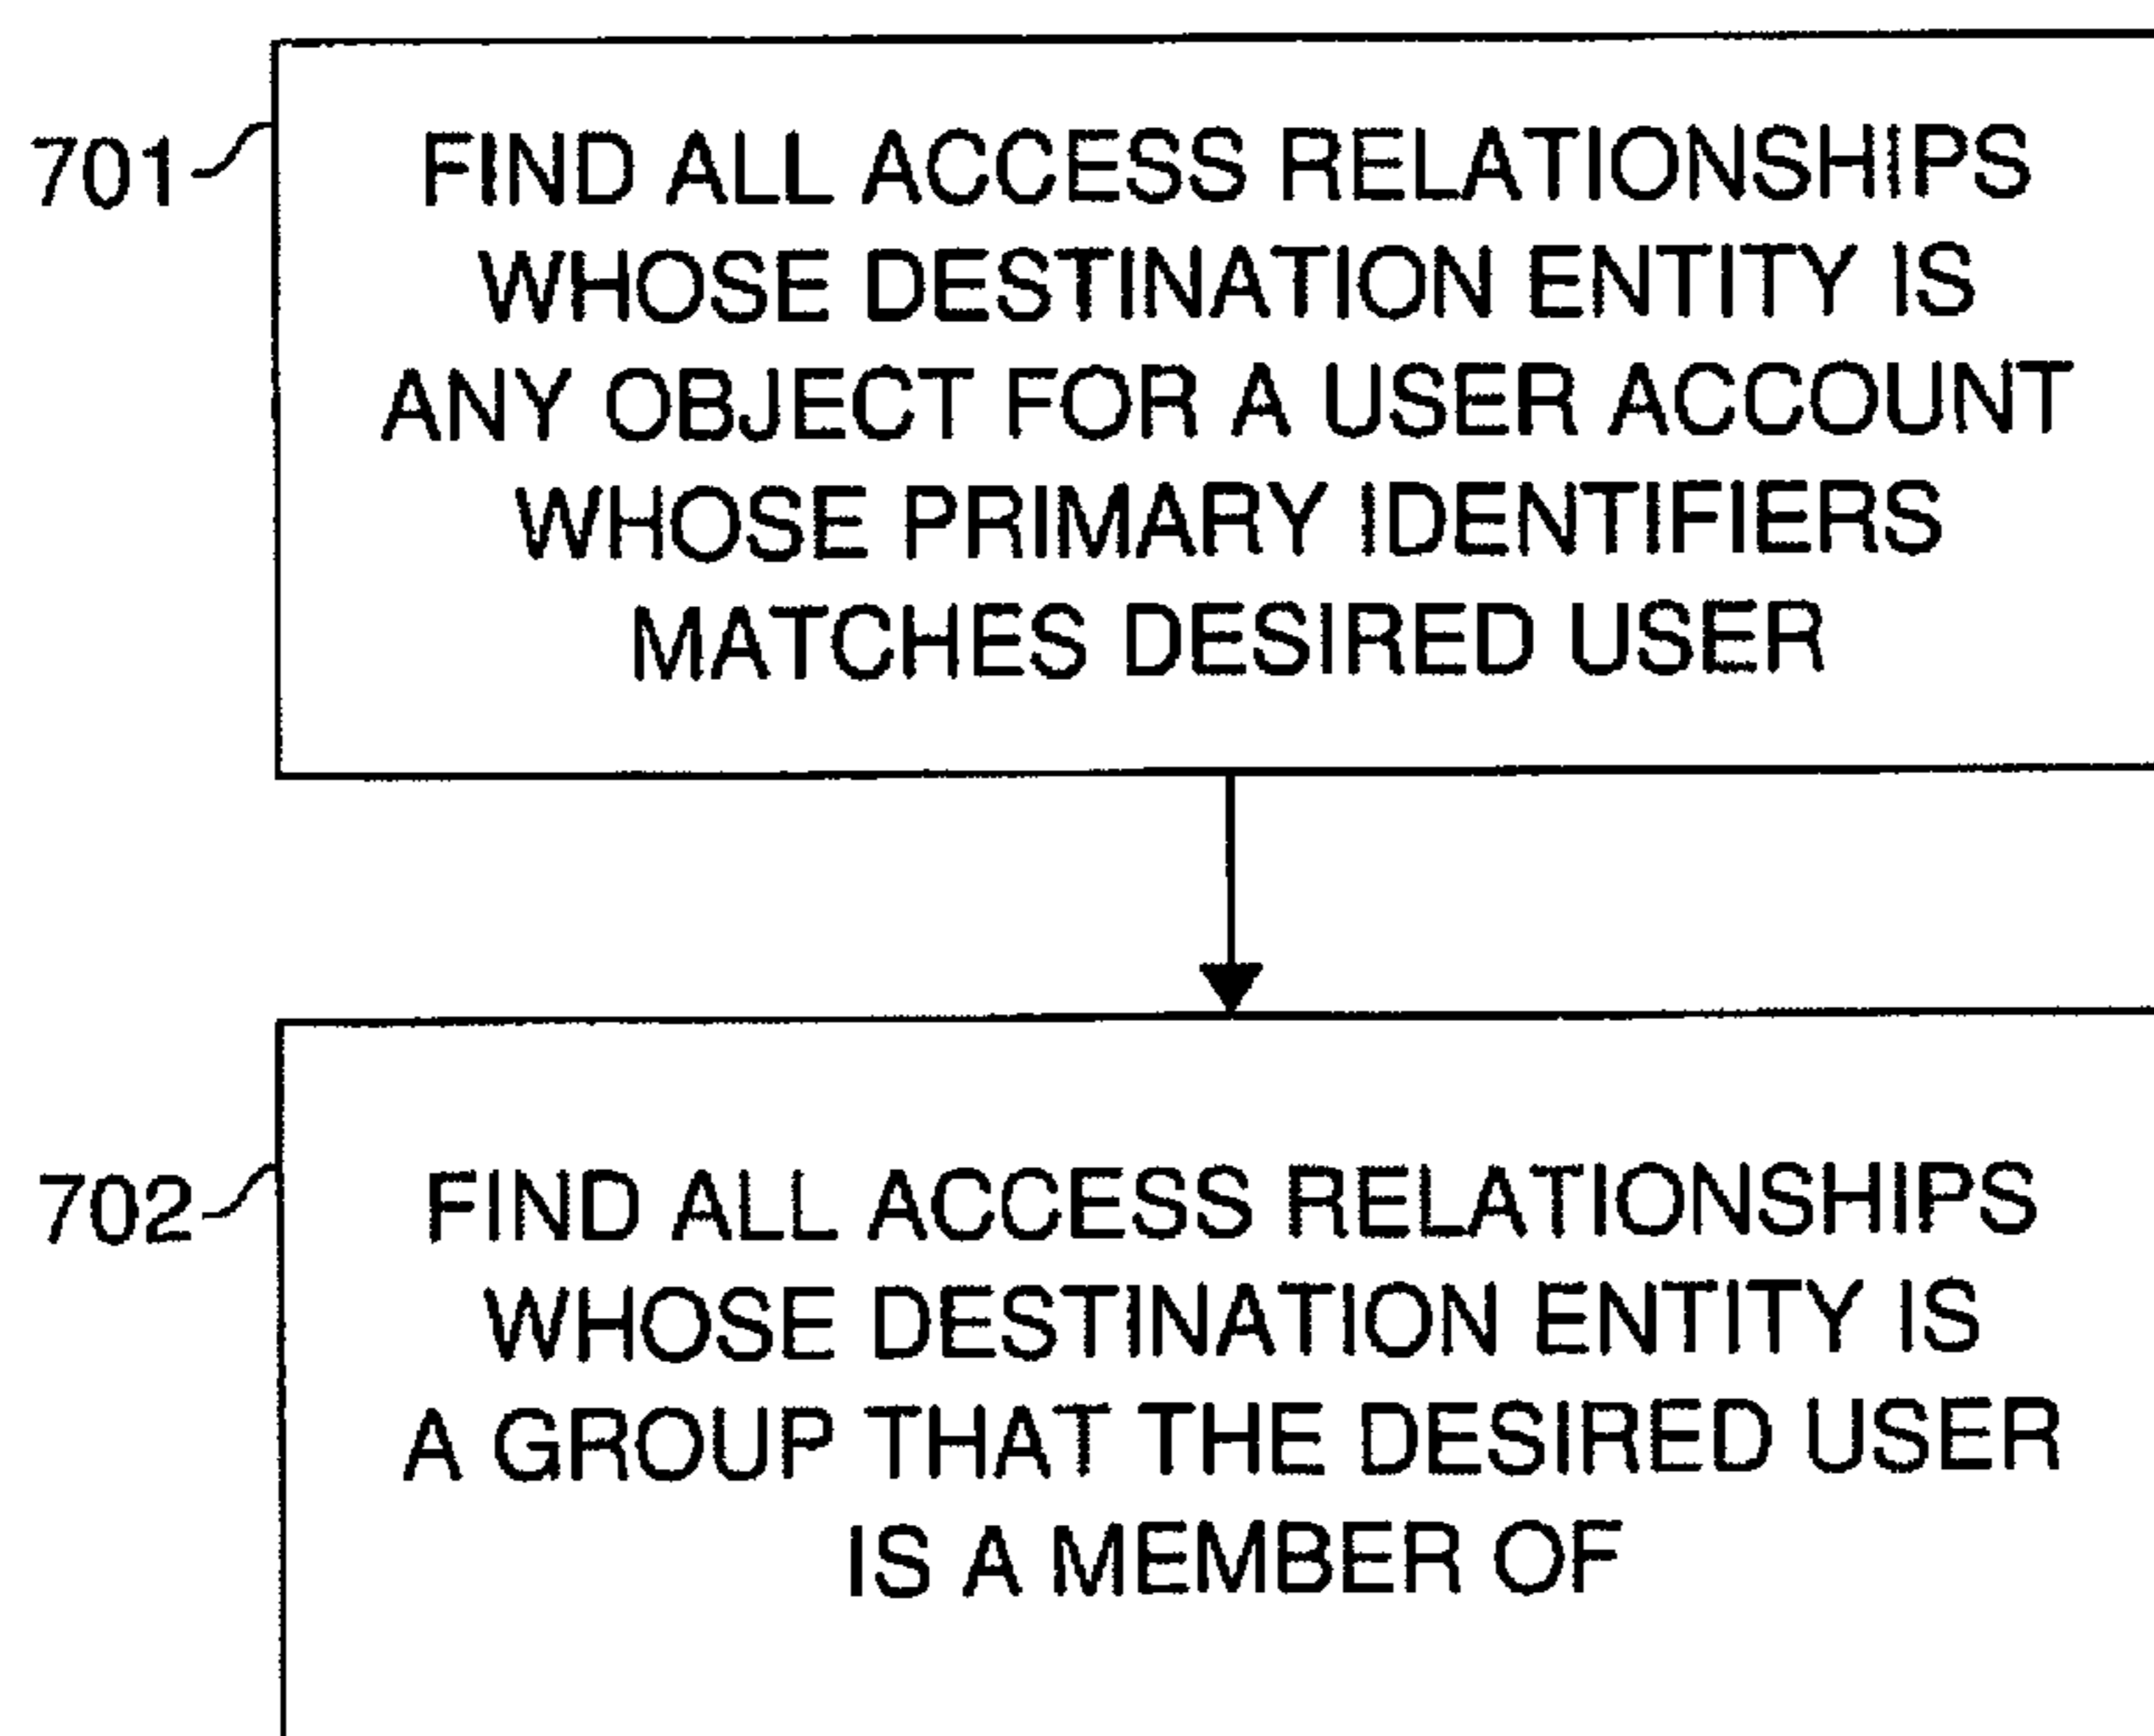 701
FIND ALL ACCESS RELATIONSHIPS
WHOSE DESTINATION ENTITY IS
ANY OBJECT FOR A USER ACCOUNT
WHOSE PRIMARY IDENTIFIERS
MATCHES DESIRED USER
702
FIND ALL ACCESS RELATIONSHIPS
WHOSE DESTINATION ENTITY IS
A GROUP THAT THE DESIRED USER
IS A MEMBER OF